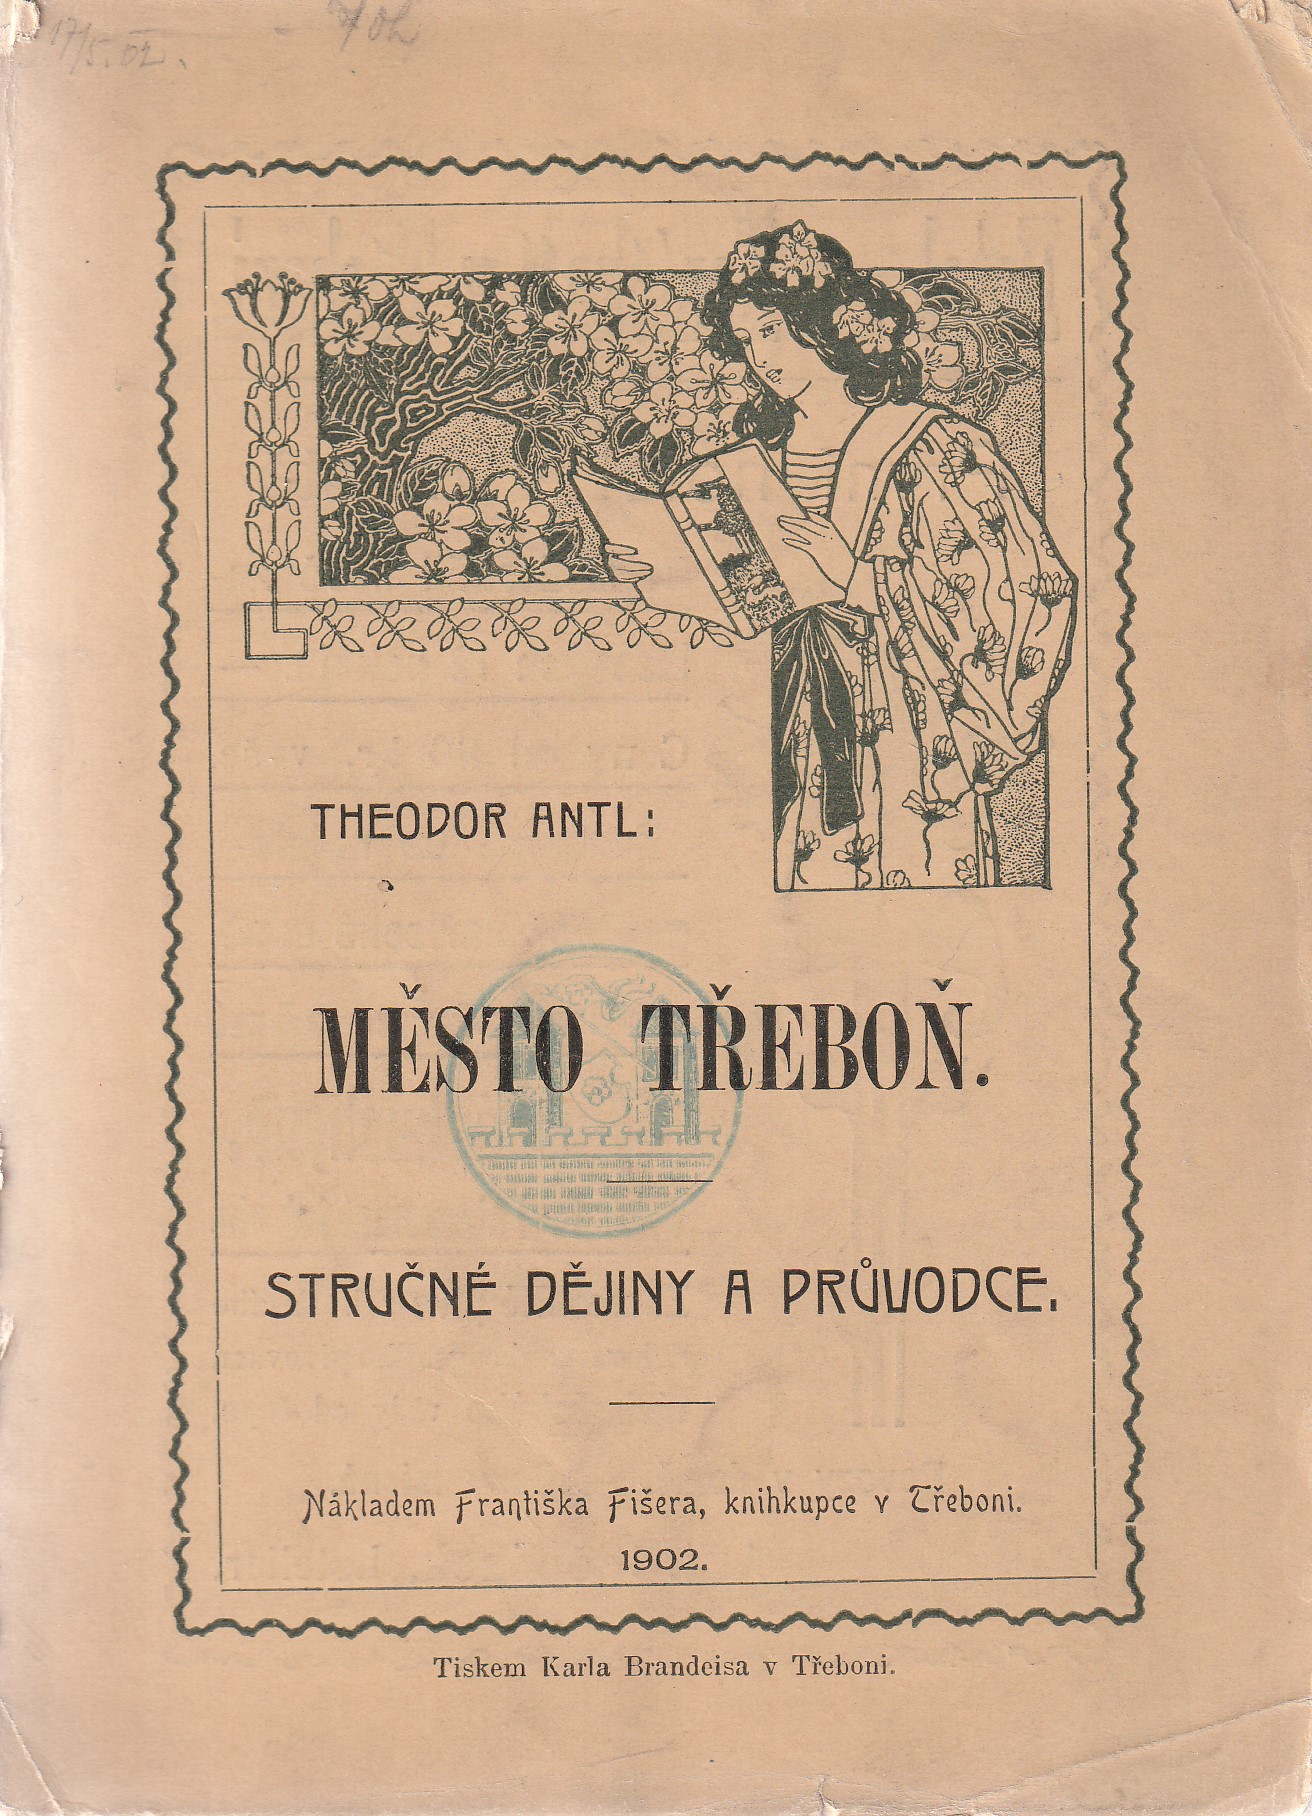 17/5. 02.
THEODOR ANTL:
MĚSTO TŘEBOŇ.
STRUČNÉ DĚJINY A PRŮVODCE.
Nákladem Františka Fišera, knihkupce v Třeboni.
1902.
Tiskem Karla Brandeisa v Třeboni.